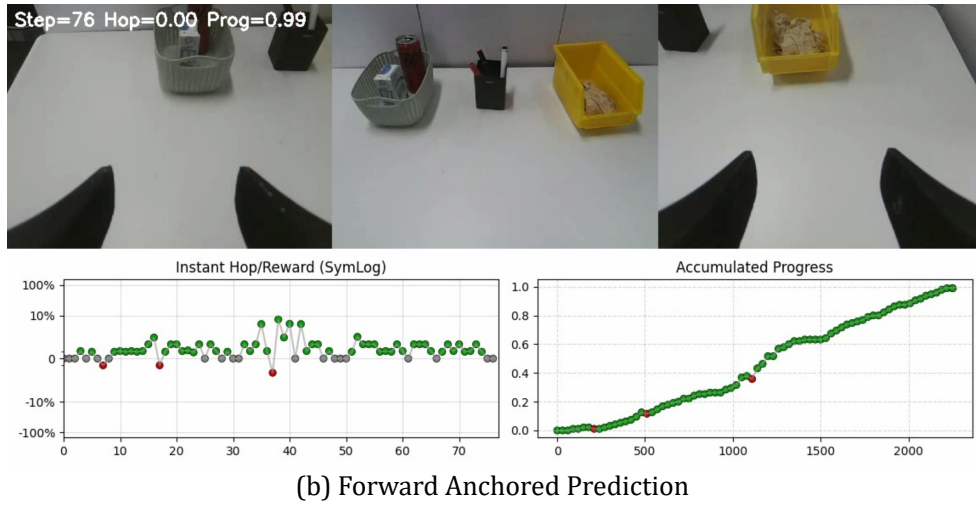 Step=76 Hop=0.00 Prog=0.99
Instant Hop/Reward (SymLog)
100%
10%
0
-10%
-100%
0 10 20 30 40 50 60 70
Accumulated Progress
1.0
0.8
0.6
0.4
0.2
0.0
0 500 1000 1500 2000
(b) Forward Anchored Prediction